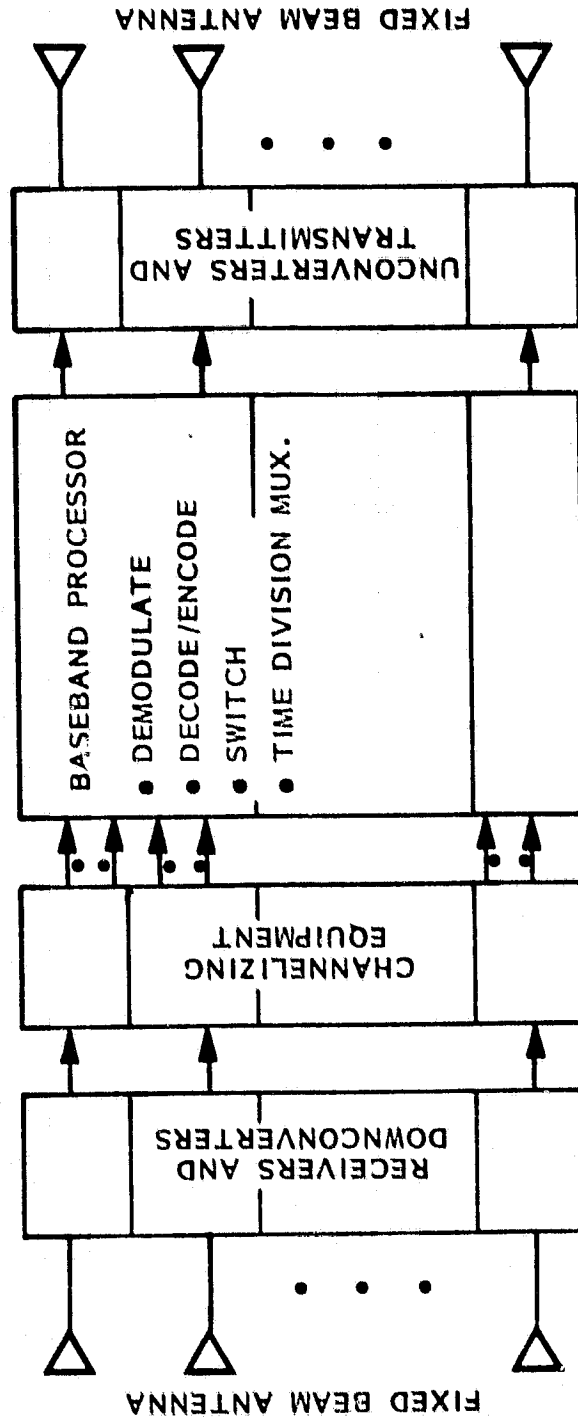 FIXED BEAM ANTENNA
RECEIVERS AND
DOWNCONVERTERS
CHANNELIZING
EQUIPMENT
BASEBAND PROCESSOR
• DEMODULATE
• DECODE/ENCODE
• SWITCH
• TIME DIVISION MUX.
UNCONVERTERS AND
TRANSMITTERS
FIXED BEAM ANTENNA